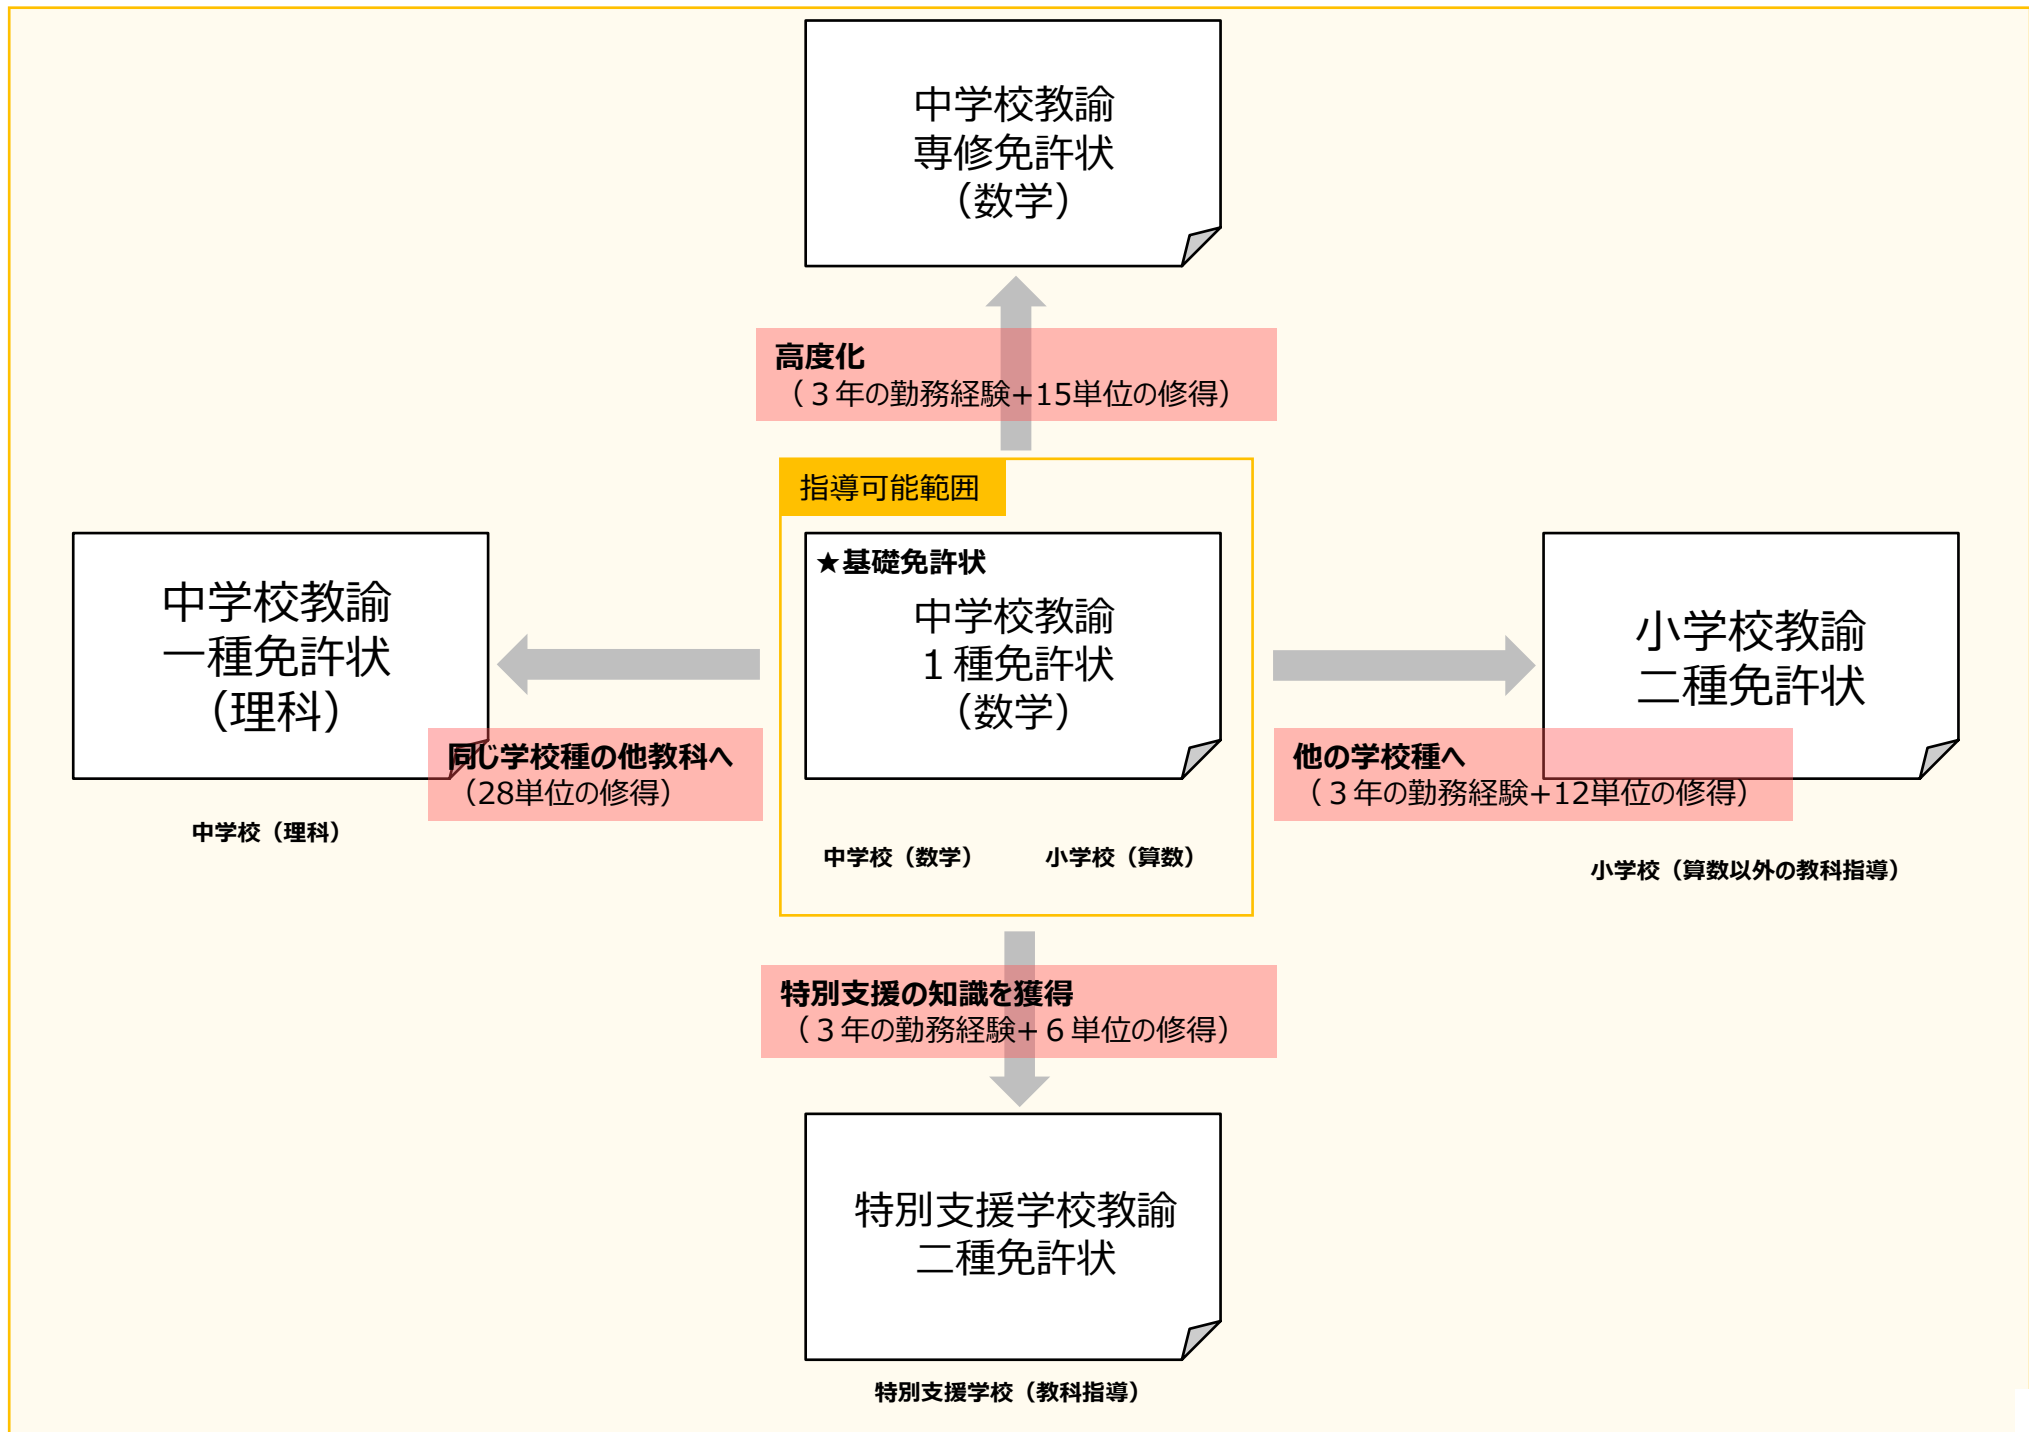 中学校教諭
専修免許状
（数学）
高度化
（３年の勤務経験+15単位の修得）
指導可能範囲
★基礎免許状
中学校教諭
１種免許状
（数学）
中学校（数学）
小学校（算数）
中学校教諭
一種免許状
（理科）
同じ学校種の他教科へ
（28単位の修得）
中学校（理科）
小学校教諭
二種免許状
他の学校種へ
（３年の勤務経験+12単位の修得）
小学校（算数以外の教科指導）
特別支援の知識を獲得
（３年の勤務経験+６単位の修得）
特別支援学校教諭
二種免許状
特別支援学校（教科指導）